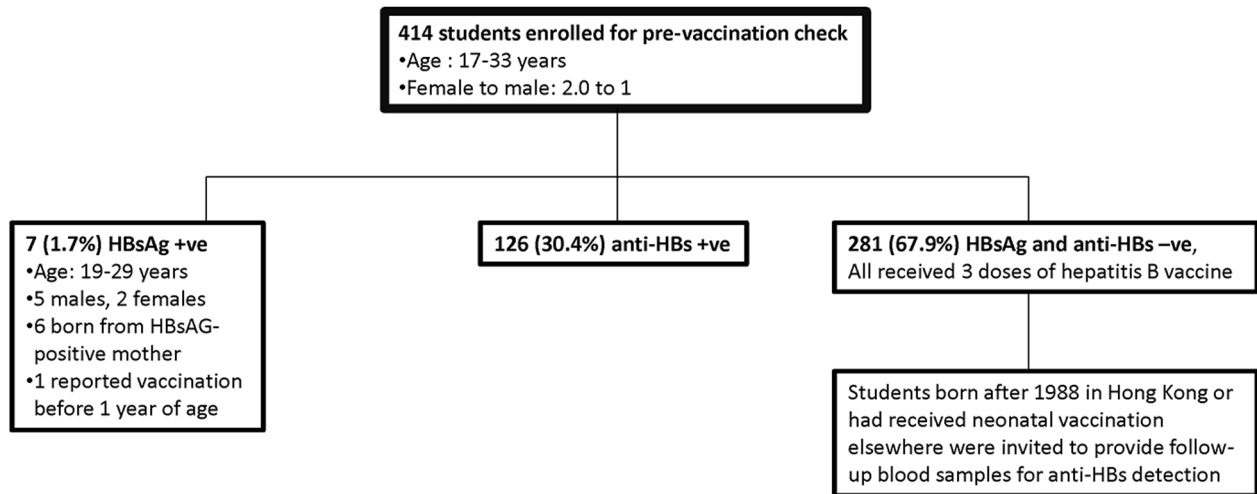 414 students enrolled for pre-vaccination check
•Age : 17-33 years
•Female to male: 2.0 to 1
7 (1.7%) HBsAg +ve
•Age: 19-29 years
•5 males, 2 females
•6 born from HBsAG-
positive mother
•1 reported vaccination
before 1 year of age
126 (30.4%) anti-HBs +ve
281 (67.9%) HBsAg and anti-HBs –ve,
All received 3 doses of hepatitis B vaccine
Students born after 1988 in Hong Kong or
had received neonatal vaccination
elsewhere were invited to provide follow-
up blood samples for anti-HBs detection